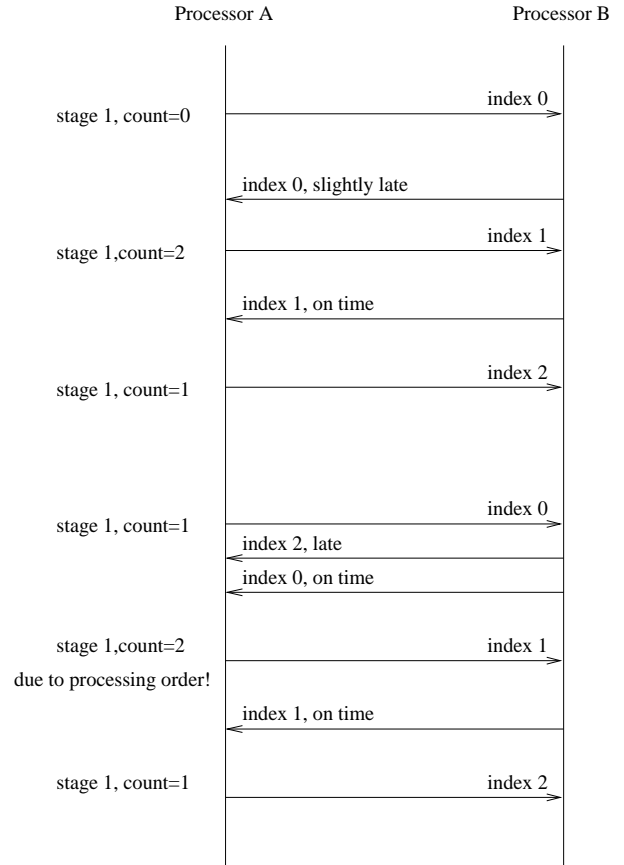 Processor A
Processor B
index 0
stage 1, count=0
index 0, slightly late
index 1
stage 1,count=2
index 1, on time
index 2
stage 1, count=1
index 0
stage 1, count=1
index 2, late
index 0, on time
stage 1,count=2
index 1
due to processing order!
index 1, on time
stage 1, count=1
index 2